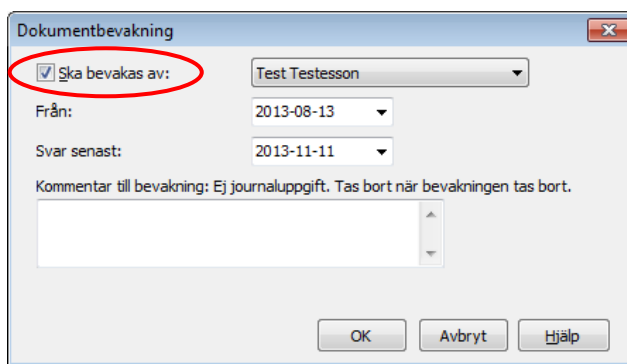 Dokumentbevakning
Ska bevakas av: Test Testesson
Från: 2013-08-13
Svar senast: 2013-11-11
Kommentar till bevakning: Ej journaluppgift. Tas bort när bevakningen tas bort.
OK Avbryt Hjälp